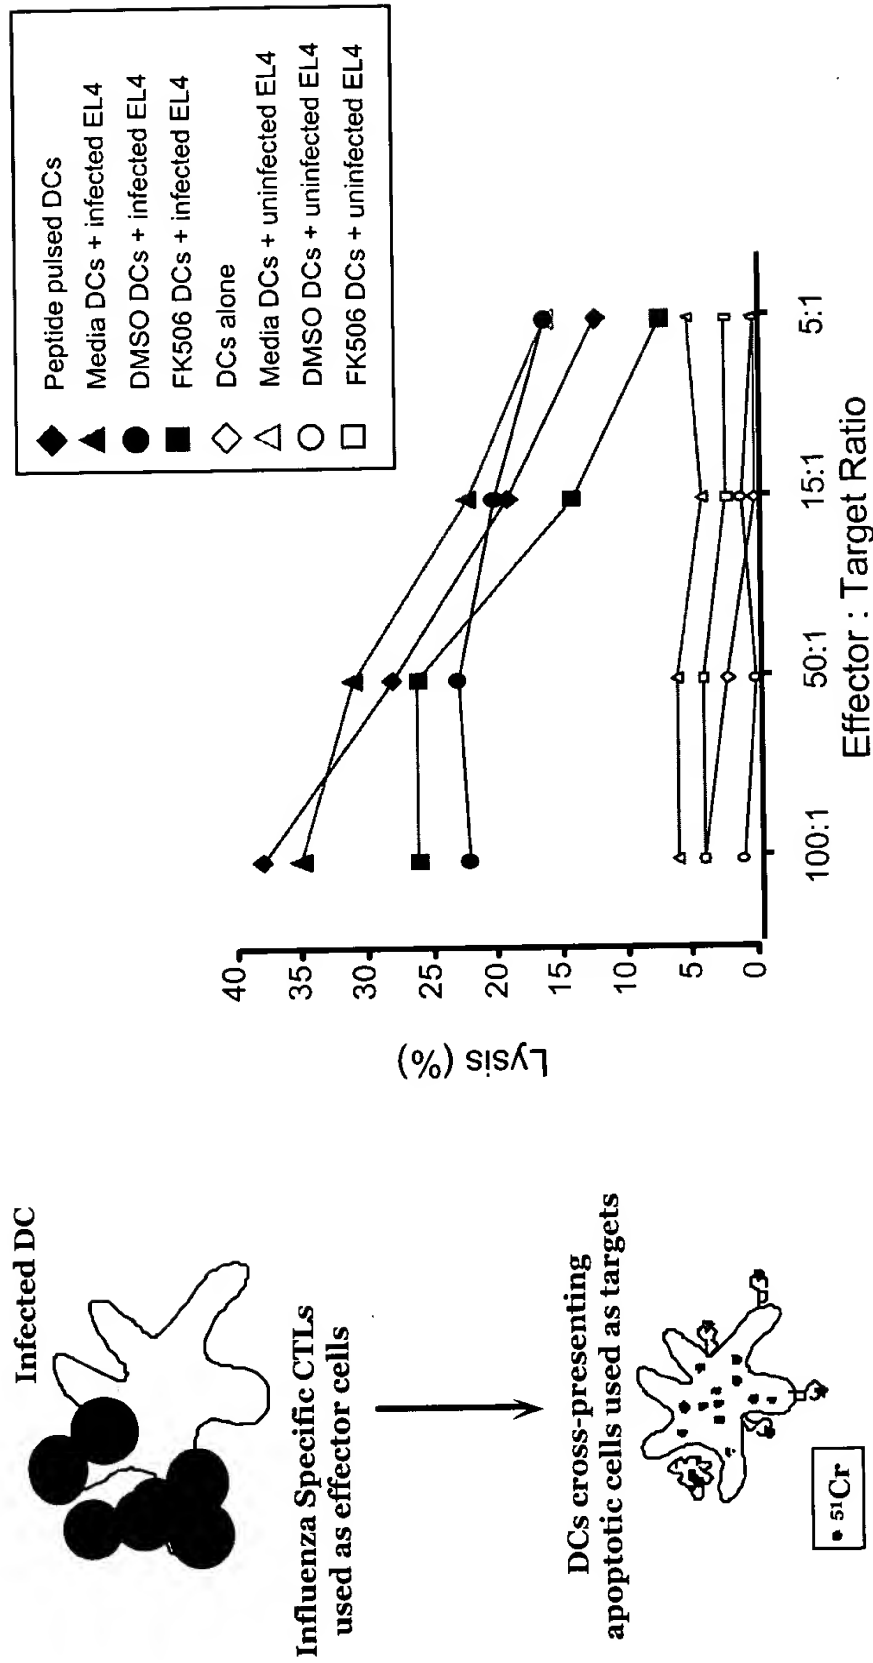 Infected DC
Influenza Specific CTLs
used as effector cells
DCs cross-presenting
apoptotic cells used as targets
51Cr
Peptide pulsed DCs
Media DCs + infected EL4
DMSO DCs + infected EL4
FK506 DCs + infected EL4
DCs alone
Media DCs + uninfected EL4
DMSO DCs + uninfected EL4
FK506 DCs + uninfected EL4
Lysis (%)
40
35
30
25
20
15
10
5
0
100:1
50:1
15:1
5:1
Effector : Target Ratio